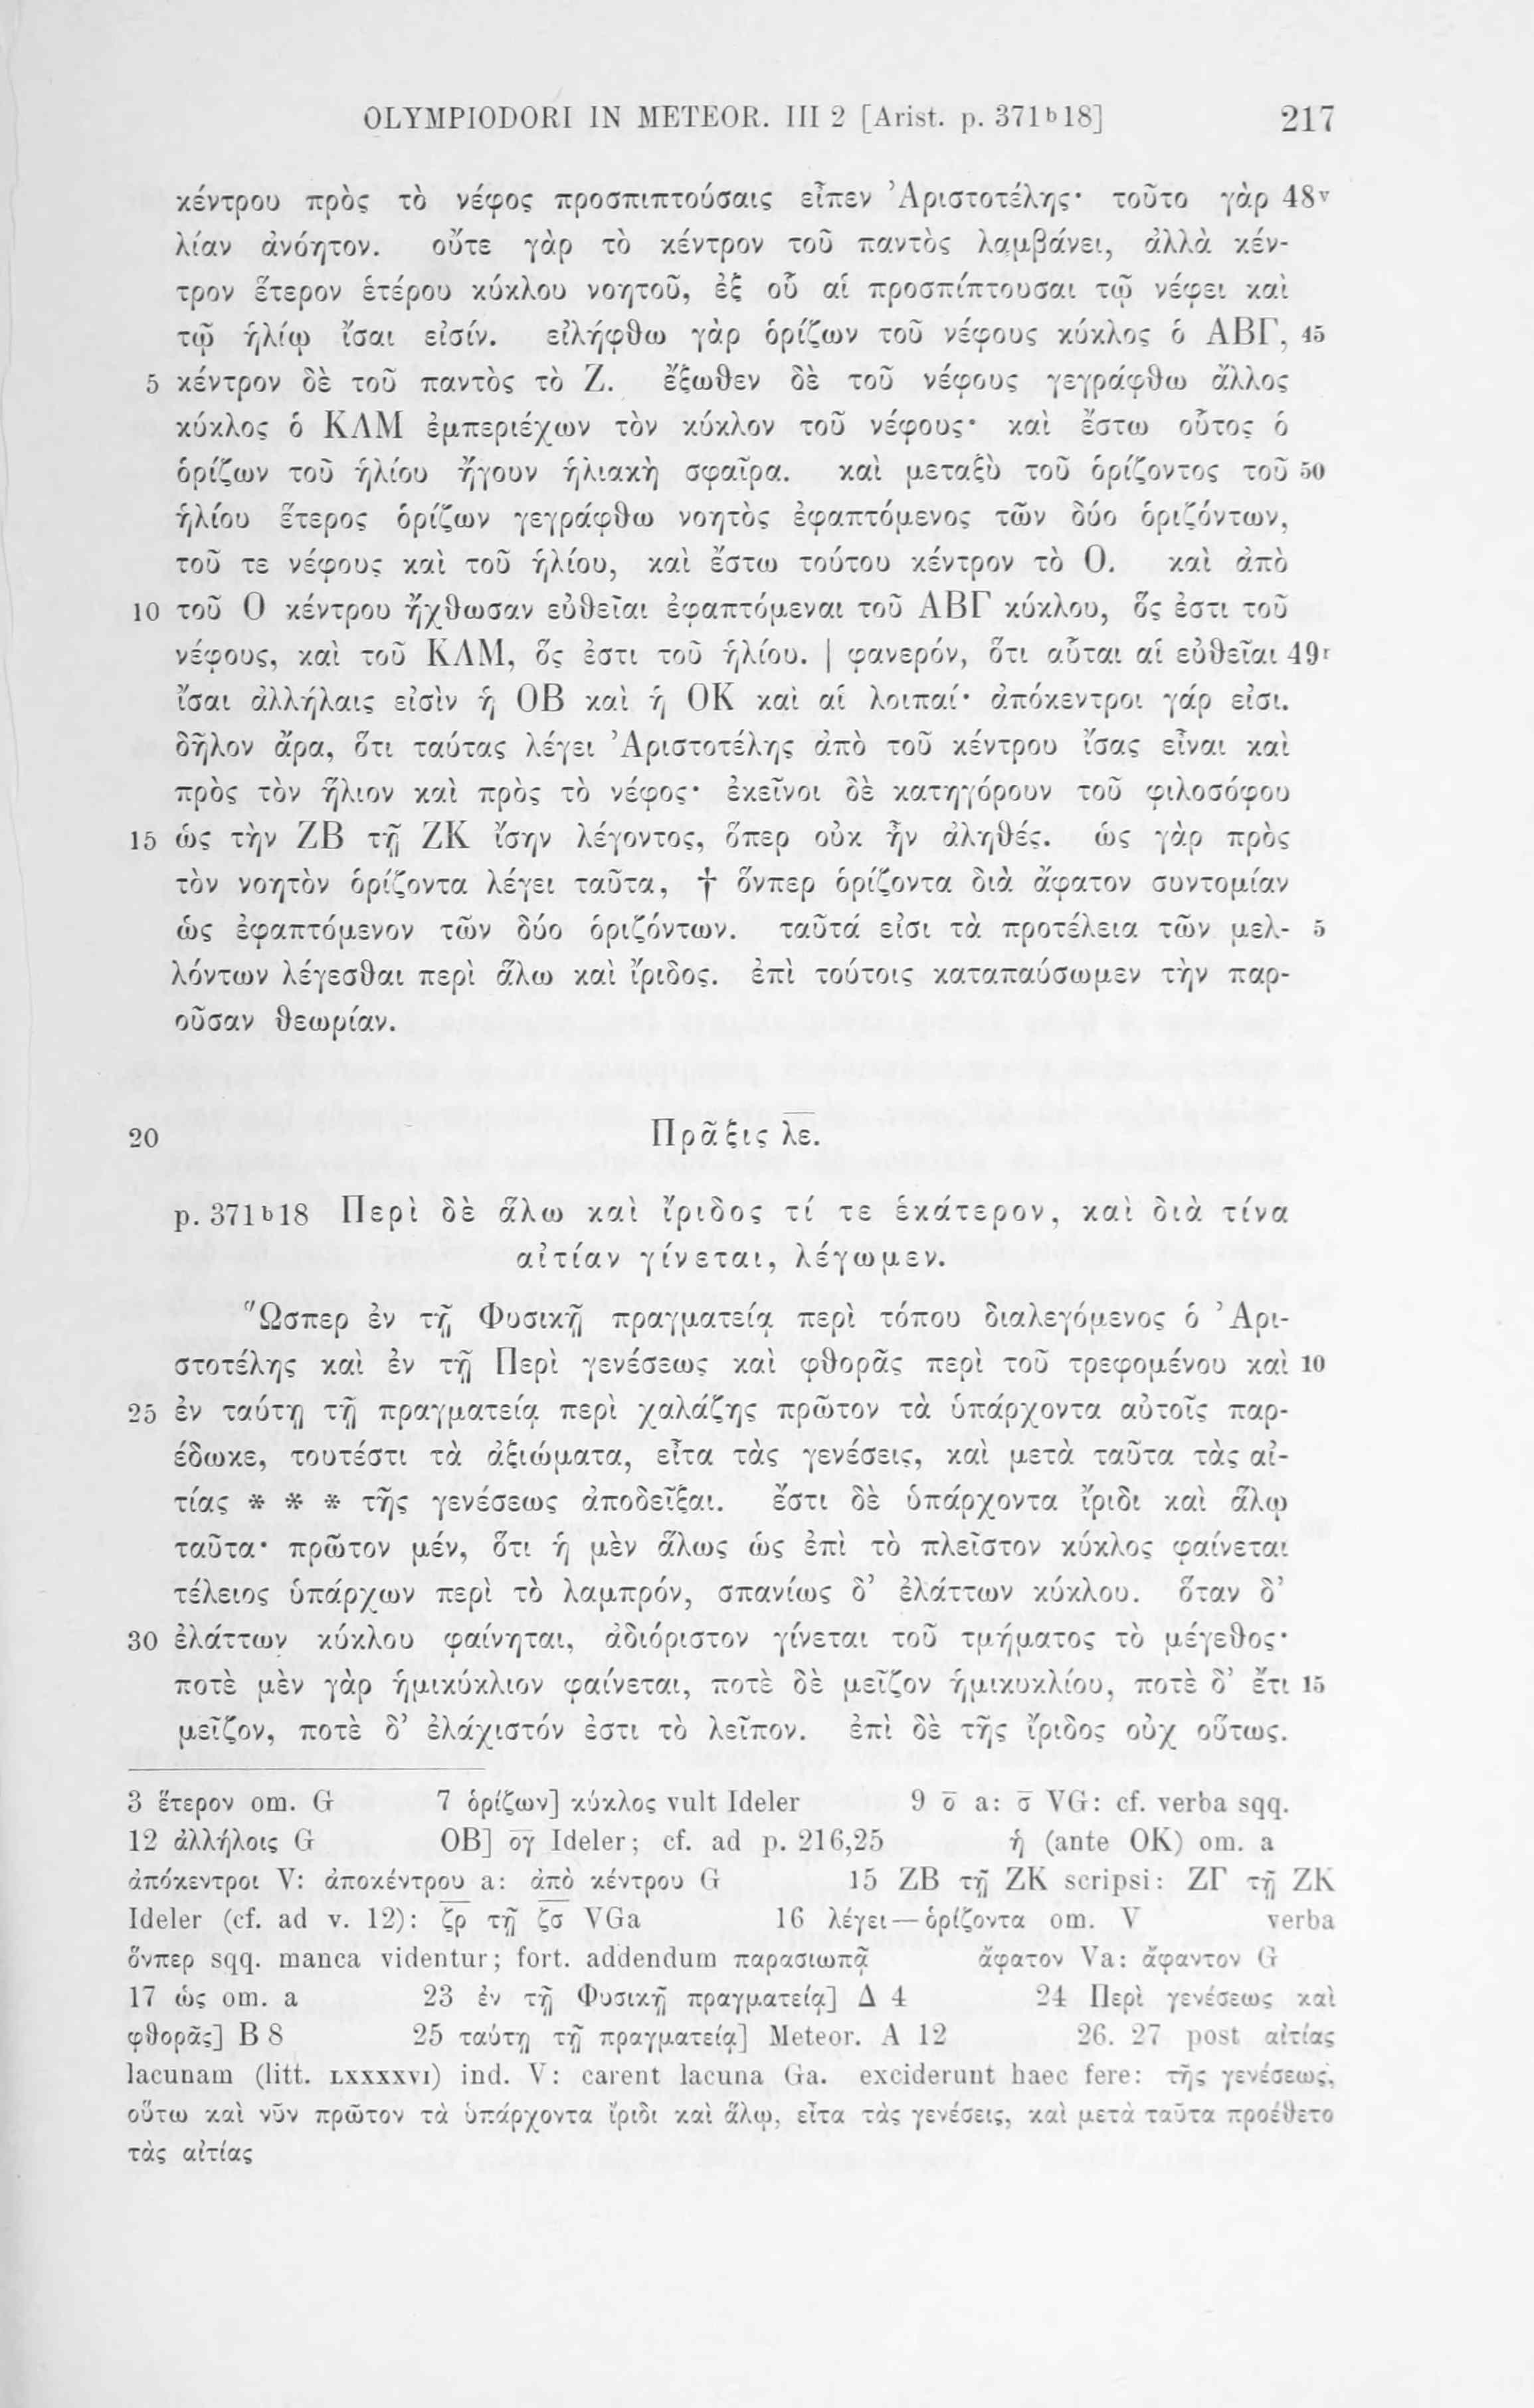 OLYMPIODORI IN METEOR. III 2 [Arist. p. 371b18] 217
κέντρου πρὸς τὸ νέφος προσπιπτούσαις εἶπεν Ἀριστοτέλης· τοῦτο γὰρ 48v
λίαν ἀνόητον. οὔτε γὰρ τὸ κέντρον τοῦ παντὸς λαμβάνει, ἀλλὰ κέν-
τρον ἕτερον ἑτέρου κύκλου νοητοῦ, ἐξ οὗ αἱ προσπίπτουσαι τῷ νέφει καὶ
τῷ ἡλίῳ ἴσαι εἰσίν. εἰλήφθω γὰρ ὁρίζων τοῦ νέφους κύκλος ὁ ΑΒΓ, 45
5 κέντρον δὲ τοῦ παντὸς τὸ Ζ. ἔξωθεν δὲ τοῦ νέφους γεγράφθω ἄλλος
κύκλος ὁ ΚΛΜ ἐμπεριέχων τὸν κύκλον τοῦ νέφους· καὶ ἔστω οὗτος ὁ
ὁρίζων τοῦ ἡλίου ἤγουν ἡλιακὴ σφαῖρα. καὶ μεταξὺ τοῦ ὁρίζοντος τοῦ 50
ἡλίου ἕτερος ὁρίζων γεγράφθω νοητὸς ἐφαπτόμενος τῶν δύο ὁριζόντων,
τοῦ τε νέφους καὶ τοῦ ἡλίου, καὶ ἔστω τούτου κέντρον τὸ Ο. καὶ ἀπὸ
10 τοῦ Ο κέντρου ἤχθωσαν εὐθεῖαι ἐφαπτόμεναι τοῦ ΑΒΓ κύκλου, ὅς ἐστι τοῦ
νέφους, καὶ τοῦ ΚΛΜ, ὅς ἐστι τοῦ ἡλίου. | φανερόν, ὅτι αὗται αἱ εὐθεῖαι 49r
ἴσαι ἀλλήλαις εἰσὶν ἡ ΟΒ καὶ ἡ ΟΚ καὶ αἱ λοιπαί· ἀπόκεντροι γάρ εἰσι.
δῆλον ἄρα, ὅτι ταύτας λέγει Ἀριστοτέλης ἀπὸ τοῦ κέντρου ἴσας εἶναι καὶ
πρὸς τὸν ἥλιον καὶ πρὸς τὸ νέφος· ἐκεῖνοι δὲ κατηγόρουν τοῦ φιλοσόφου
15 ὡς τὴν ΖΒ τῇ ΖΚ ἴσην λέγοντος, ὅπερ οὐκ ἦν ἀληθές. ὡς γὰρ πρὸς
τὸν νοητὸν ὁρίζοντα λέγει ταῦτα, † ὅνπερ ὁρίζοντα διὰ ἄφατον συντομίαν
ὡς ἐφαπτόμενον τῶν δύο ὁριζόντων. ταῦτά εἰσι τὰ προτέλεια τῶν μελ- 5
λόντων λέγεσθαι περὶ ἅλω καὶ ἴριδος. ἐπὶ τούτοις καταπαύσωμεν τὴν παρ-
οῦσαν θεωρίαν.
20 Πρᾶξις λ̅ε̅.
p. 371b18 Περὶ δὲ ἅλω καὶ ἴριδος τί τε ἑκάτερον, καὶ διὰ τίνα
αἰτίαν γίνεται, λέγωμεν.
Ὥσπερ ἐν τῇ Φυσικῇ πραγματείᾳ περὶ τόπου διαλεγόμενος ὁ Ἀρι-
στοτέλης καὶ ἐν τῇ Περὶ γενέσεως καὶ φθορᾶς περὶ τοῦ τρεφομένου καὶ 10
25 ἐν ταύτῃ τῇ πραγματείᾳ περὶ χαλάζης πρῶτον τὰ ὑπάρχοντα αὐτοῖς παρ-
έδωκε, τουτέστι τὰ ἀξιώματα, εἶτα τὰς γενέσεις, καὶ μετὰ ταῦτα τὰς αἰ-
τίας * * * τῆς γενέσεως ἀποδεῖξαι. ἔστι δὲ ὑπάρχοντα ἴριδι καὶ ἅλῳ
ταῦτα· πρῶτον μέν, ὅτι ἡ μὲν ἅλως ὡς ἐπὶ τὸ πλεῖστον κύκλος φαίνεται
τέλειος ὑπάρχων περὶ τὸ λαμπρόν, σπανίως δ’ ἐλάττων κύκλου. ὅταν δ’
30 ἐλάττων κύκλου φαίνηται, ἀδιόριστον γίνεται τοῦ τμήματος τὸ μέγεθος·
ποτὲ μὲν γὰρ ἡμικύκλιον φαίνεται, ποτὲ δὲ μεῖζον ἡμικυκλίου, ποτὲ δ’ ἔτι 15
μεῖζον, ποτὲ δ’ ἐλάχιστόν ἐστι τὸ λεῖπον. ἐπὶ δὲ τῆς ἴριδος οὐχ οὕτως.
3 ἕτερον om. G 7 ὁρίζων] κύκλος vult Ideler 9 ο̅ a: σ̅ VG: cf. verba sqq.
12 ἀλλήλοις G ΟΒ] ο̅γ̅ Ideler; cf. ad p. 216,25 ἡ (ante ΟΚ) om. a
ἀπόκεντροι V: ἀποκέντρου a: ἀπὸ κέντρου G 15 ΖΒ τῇ ΖΚ scripsi: ΖΓ τῇ ΖΚ
Ideler (cf. ad v. 12): ζ̅ρ̅ τῇ ζ̅σ̅ VGa 16 λέγει—ὁρίζοντα om. V verba
ὅνπερ sqq. manca videntur; fort. addendum παρασιωπᾷ ἄφατον Va: ἄφαντον G
17 ὡς om. a 23 ἐν τῇ Φυσικῇ πραγματείᾳ] Δ 4 24 Περὶ γενέσεως καὶ
φθορᾶς] B 8 25 ταύτῃ τῇ πραγματείᾳ] Meteor. A 12 26. 27 post αἰτίας
lacunam (litt. LXXXXVI) ind. V: carent lacuna Ga. exciderunt haec fere: τῆς γενέσεως,
οὕτω καὶ νῦν πρῶτον τὰ ὑπάρχοντα ἴριδι καὶ ἅλῳ, εἶτα τὰς γενέσεις, καὶ μετὰ ταῦτα προέθετο
τὰς αἰτίας